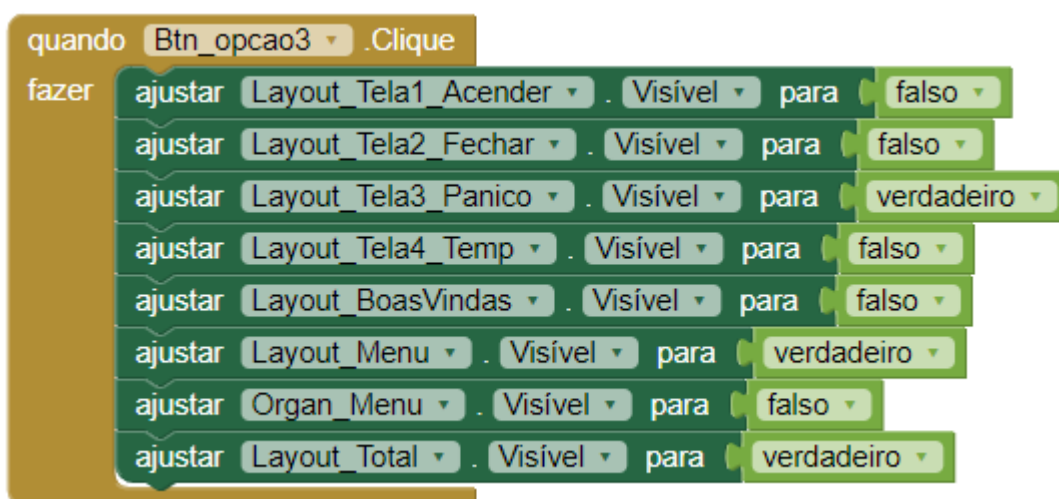 quando Btn_opcao3 .Clique
fazer ajustar Layout_Tela1_Acender . Visível para falso
ajustar Layout_Tela2_Fechar . Visível para falso
ajustar Layout_Tela3_Panico . Visível para verdadeiro
ajustar Layout_Tela4_Temp . Visível para falso
ajustar Layout_BoasVindas . Visível para falso
ajustar Layout_Menu . Visível para verdadeiro
ajustar Organ_Menu . Visível para falso
ajustar Layout_Total . Visível para verdadeiro